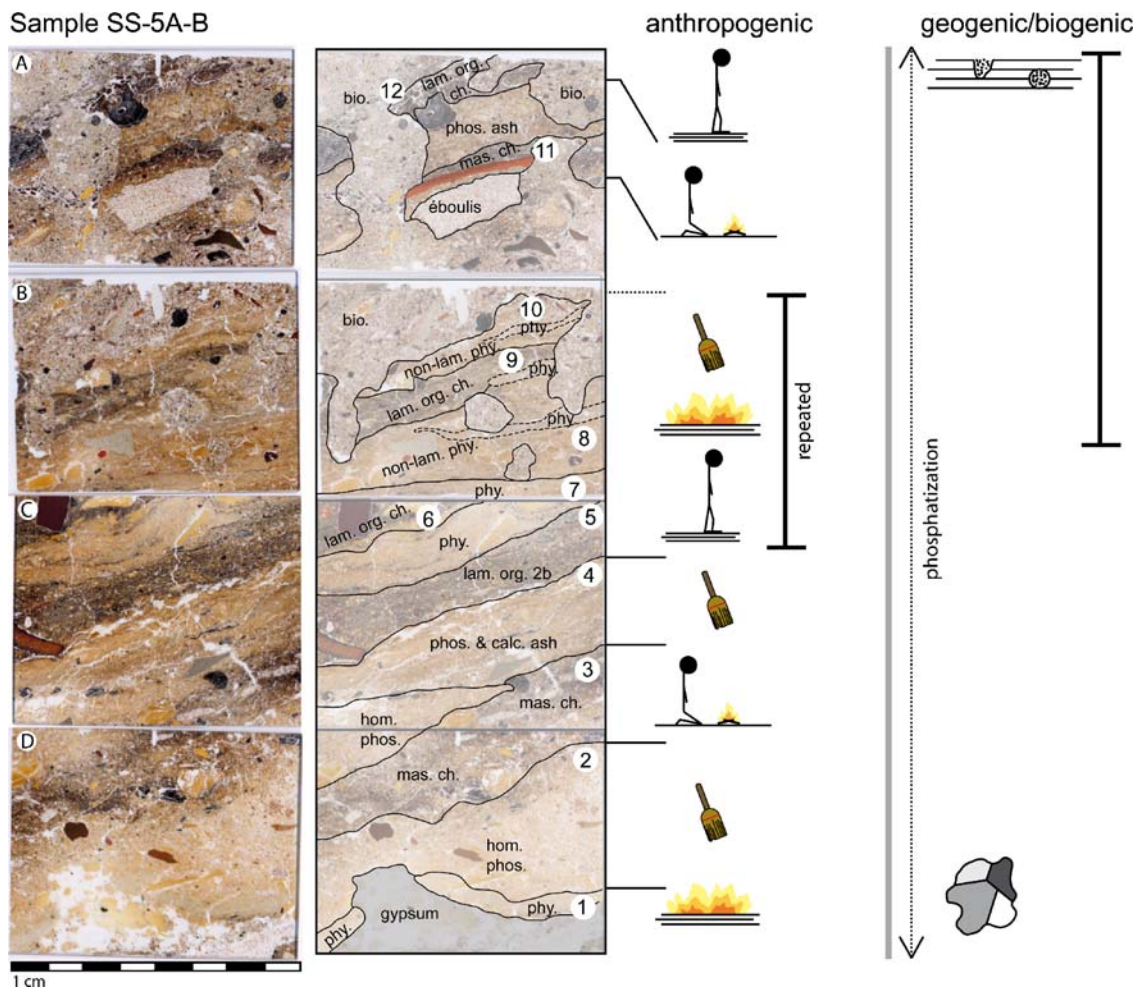 Sample SS-5A-B
anthropogenic
geogenic/biogenic
A
12
lam. org.
ch.
bio.
bio.
phos. ash
mas. ch.
11
éboulis
B
bio.
10
phy.
non-lam. phy.
9
phy.
lam. org. ch.
phy
8
non-lam. phy.
phy.
7
repeated
C
lam. org. ch.
6
5
phy.
lam. org. 2b
4
phos. & calc. ash
3
mas. ch.
hom.
phos.
D
2
mas. ch.
hom.
phos.
gypsum
phy.
1
phy.
phosphatization
1 cm